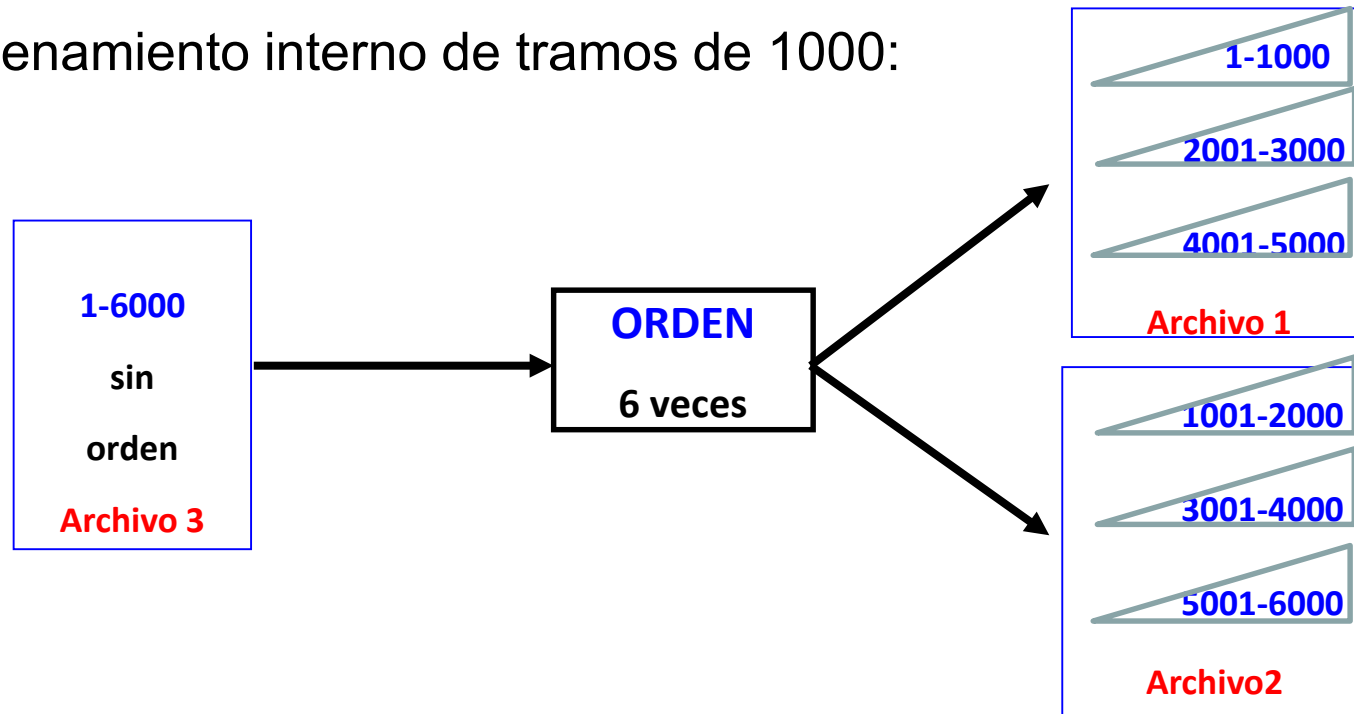 enamiento interno de tramos de 1000:
1-6000
sin
orden
Archivo 3
ORDEN
6 veces
1-1000
2001-3000
4001-5000
Archivo 1
1001-2000
3001-4000
5001-6000
Archivo2